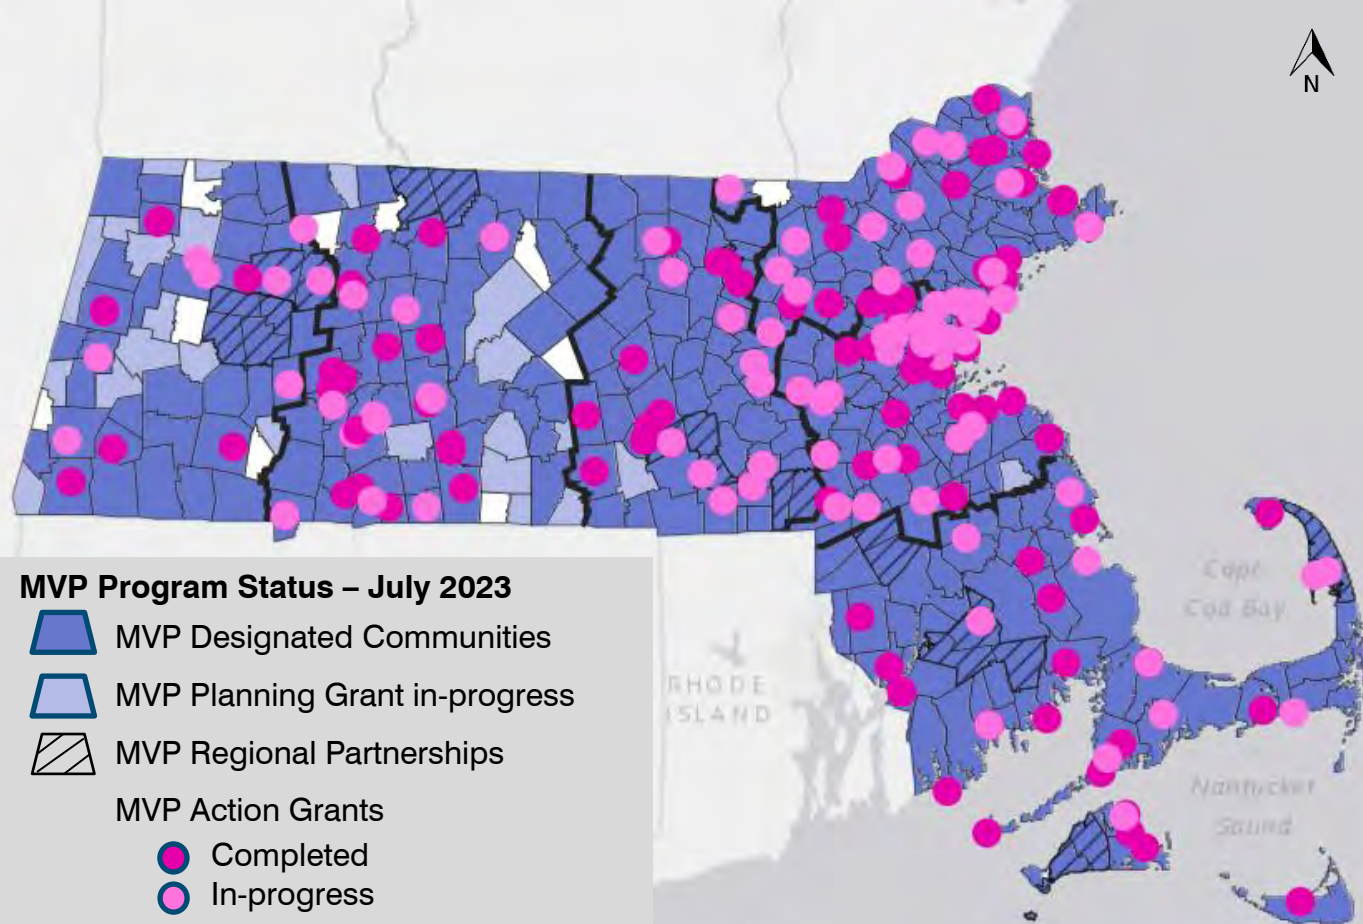 N
Cape
Cod Bay
RHODE
ISLAND
Nantucket
Sound
MVP Program Status – July 2023
MVP Designated Communities
MVP Planning Grant in-progress
MVP Regional Partnerships
MVP Action Grants
Completed
In-progress